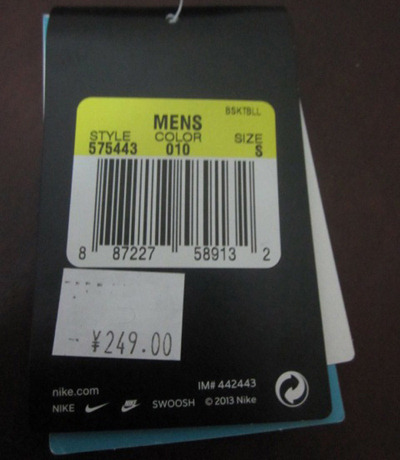 BSKTBLL
MENS
STYLE COLOR SIZE
575443 010 S
8 87227 58913 2
¥249.00
nike.com IM# 442443
NIKE SWOOSH © 2013 Nike